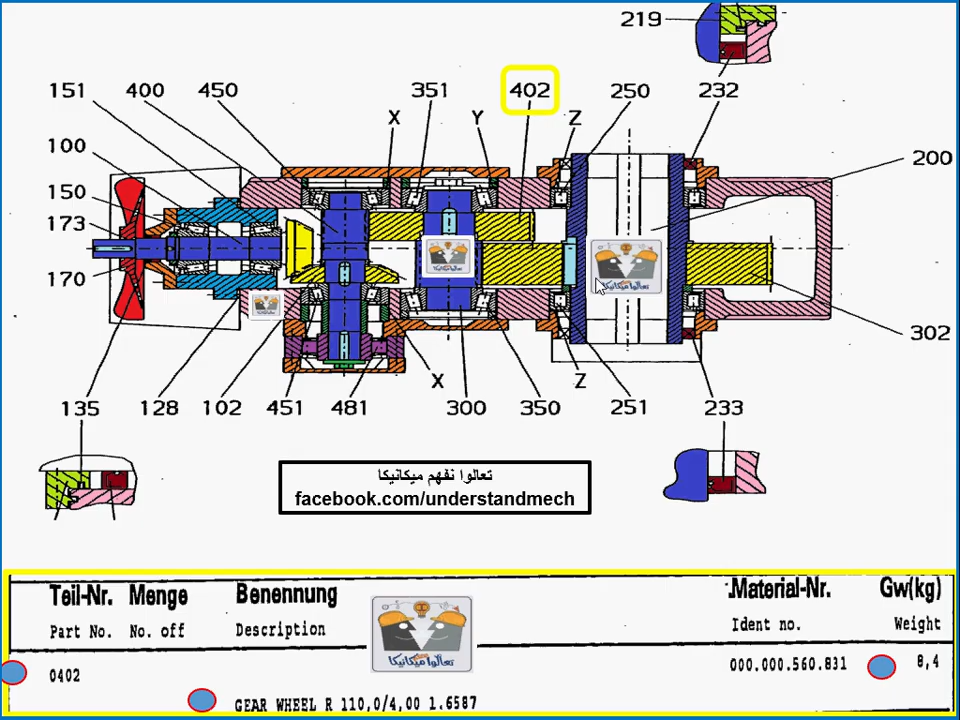 219
151 400 450 351 402 250 232
X Y Z
100
200
150
173
170
302
X Z
135 128 102 451 481 300 350 251 233
تعالوا نفهم ميكانيكا
facebook.com/understandmech
Teil-Nr. Menge Benennung Material-Nr. Gw(kg)
Part No. No. off Description Ident no. Weight
0402 000.000.560.831 8,4
GEAR WHEEL R 110,0/4,00 1.6587